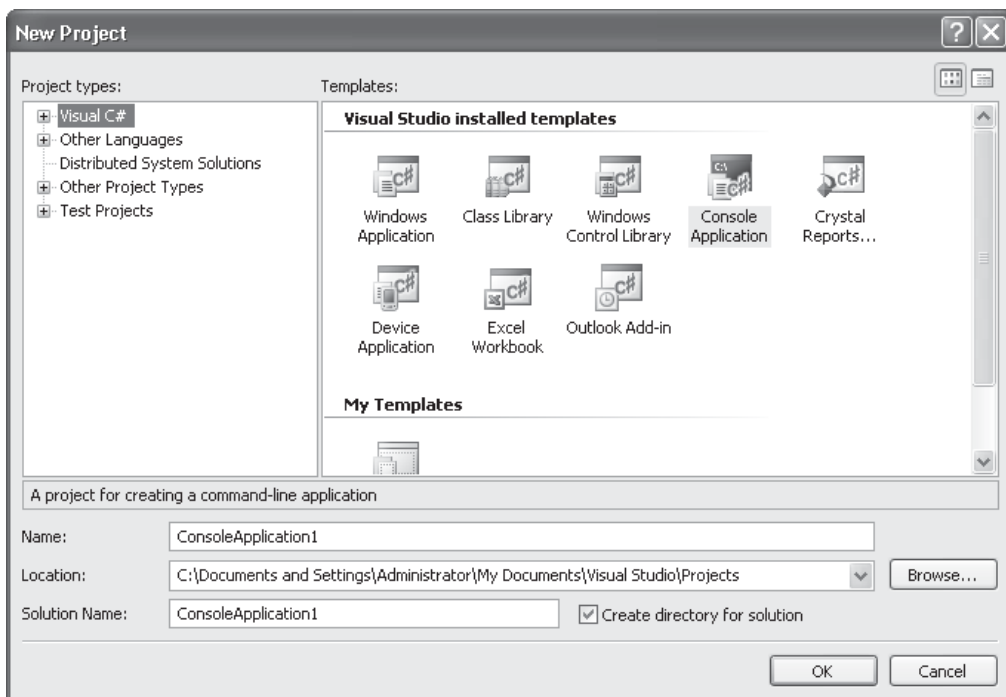 New Project
Project types:
Visual C#
Other Languages
Distributed System Solutions
Other Project Types
Test Projects
Templates:
Visual Studio installed templates
Windows
Application
Class Library
Windows
Control Library
Console
Application
Crystal
Reports...
Device
Application
Excel
Workbook
Outlook Add-in
My Templates
A project for creating a command-line application
Name:
ConsoleApplication1
Location:
C:\Documents and Settings\Administrator\My Documents\Visual Studio\Projects
Browse...
Solution Name:
ConsoleApplication1
Create directory for solution
OK
Cancel